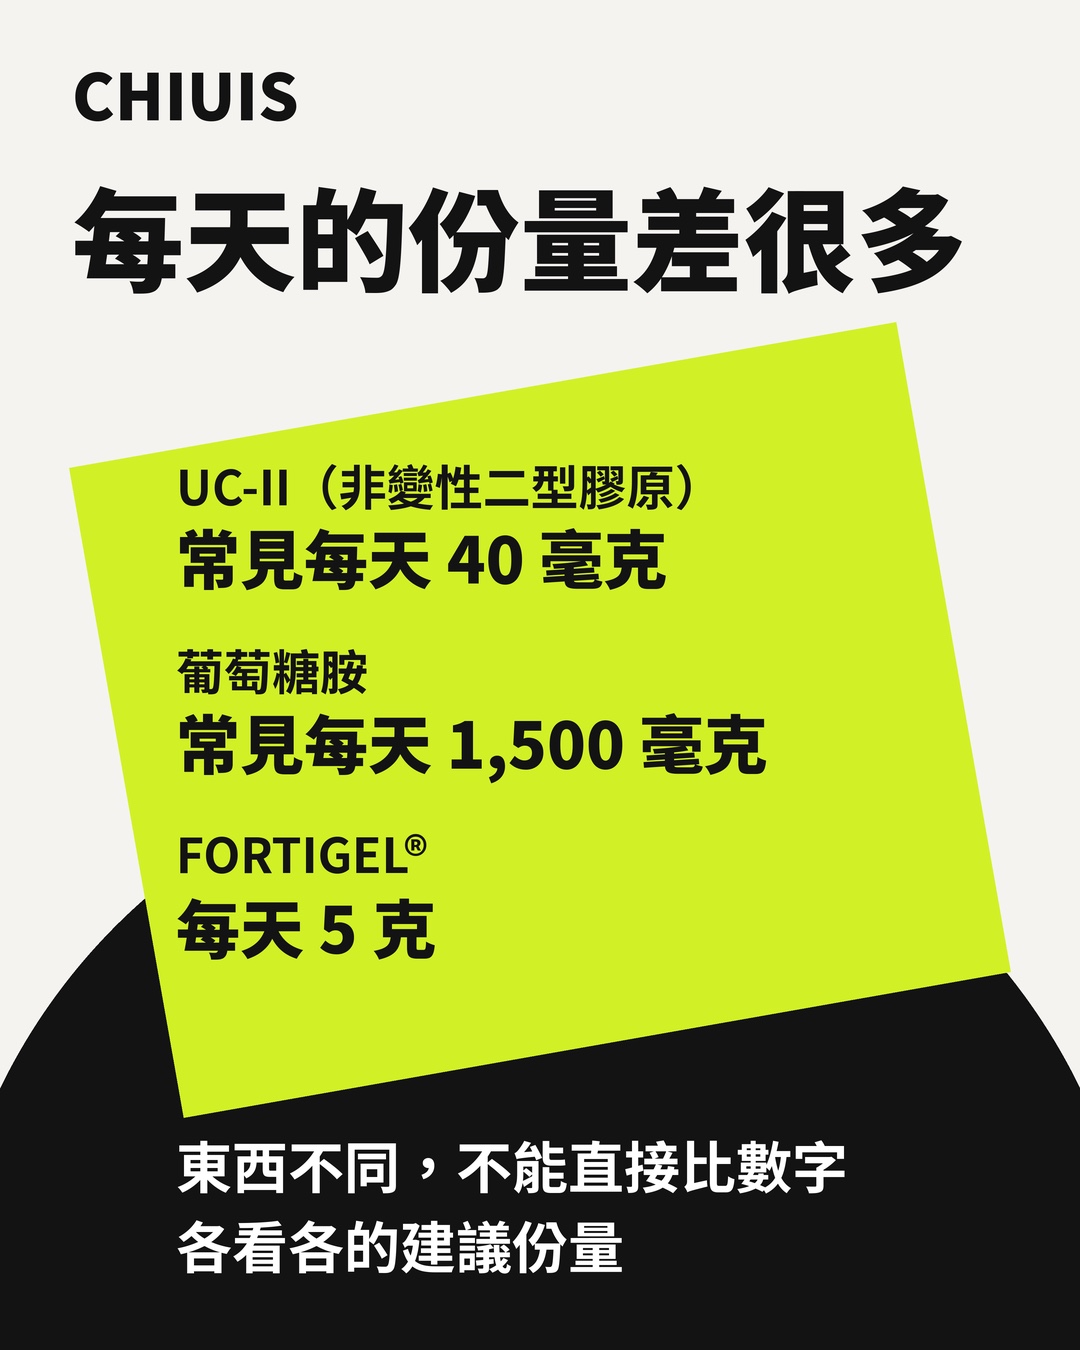 CHIUIS
每天的份量差很多
UC-II（非變性二型膠原）
常見每天 40 毫克
葡萄糖胺
常見每天 1,500 毫克
FORTIGEL®
每天 5 克
東西不同，不能直接比數字
各看各的建議份量